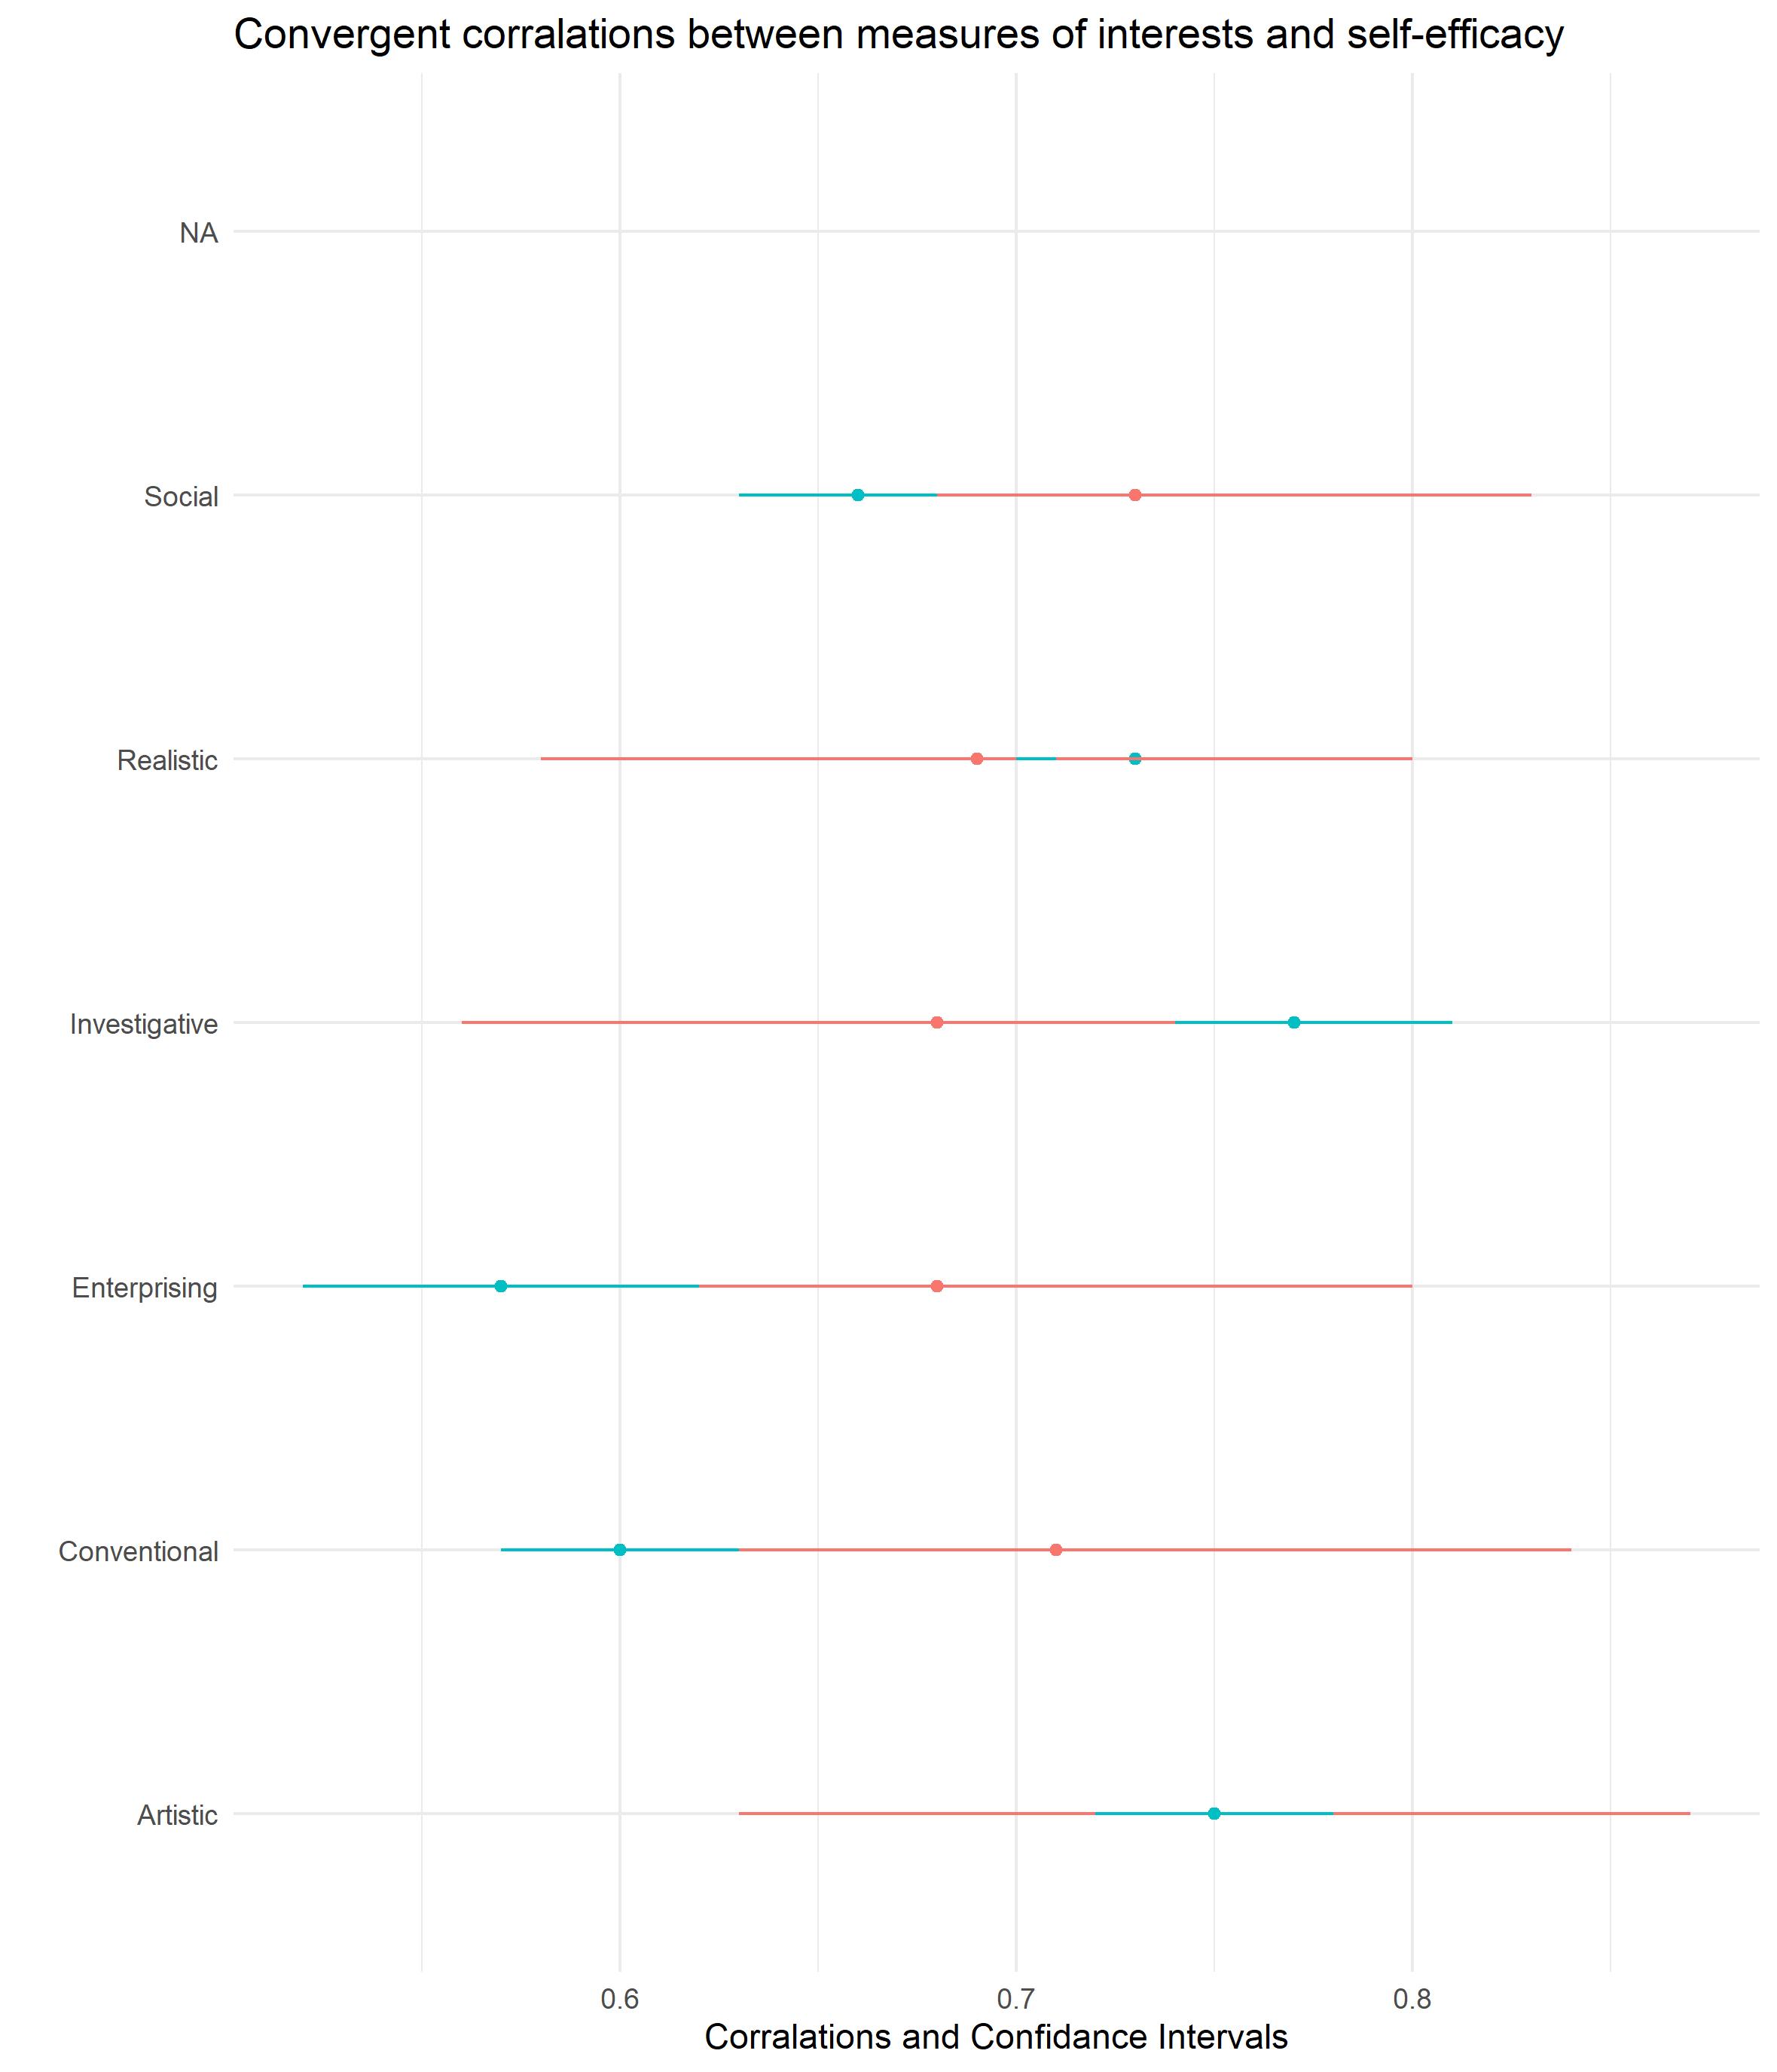 Convergent corralations between measures of interests and self-efficacy
NA
Social
Realistic
Investigative
Enterprising
Conventional
Artistic
0.6 0.7 0.8
Corralations and Confidance Intervals